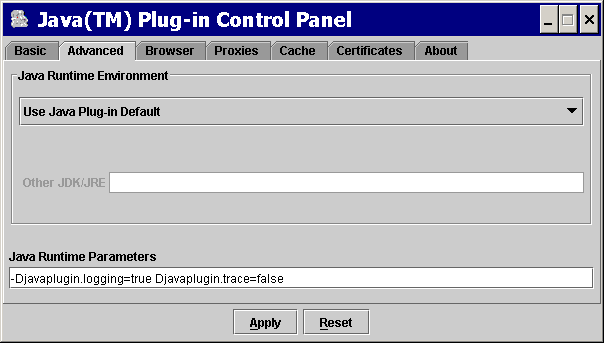 Java(TM) Plug-in Control Panel
Basic Advanced Browser Proxies Cache Certificates About
Java Runtime Environment
Use Java Plug-in Default
Other JDK/JRE
Java Runtime Parameters
-Djavaplugin.logging=true Djavaplugin.trace=false
Apply Reset